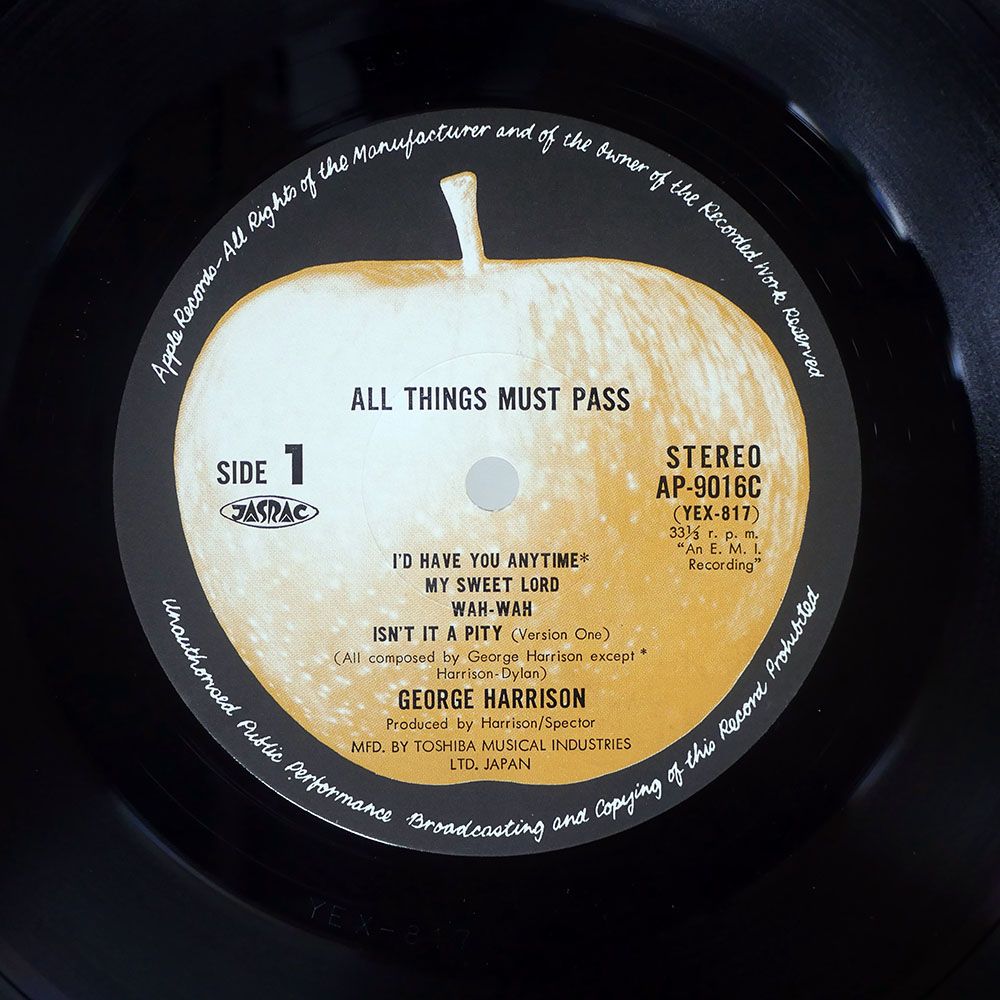 Apple Records-All Rights of the Manufacturer and of the Owner of the Recorded Work Reserved
ALL THINGS MUST PASS
SIDE 1
JASRAC
STEREO
AP-9016C
(YEX-817)
33⅓ r. p. m.
"An E. M. I.
Recording"
I'D HAVE YOU ANYTIME*
MY SWEET LORD
WAH-WAH
ISN'T IT A PITY (Version One)
(All composed by George Harrison except *
Harrison-Dylan)
GEORGE HARRISON
Produced by Harrison/Spector
MFD. BY TOSHIBA MUSICAL INDUSTRIES
LTD. JAPAN
Unauthorised Public Performance Broadcasting and Copying of this Record Prohibited
YEX-817